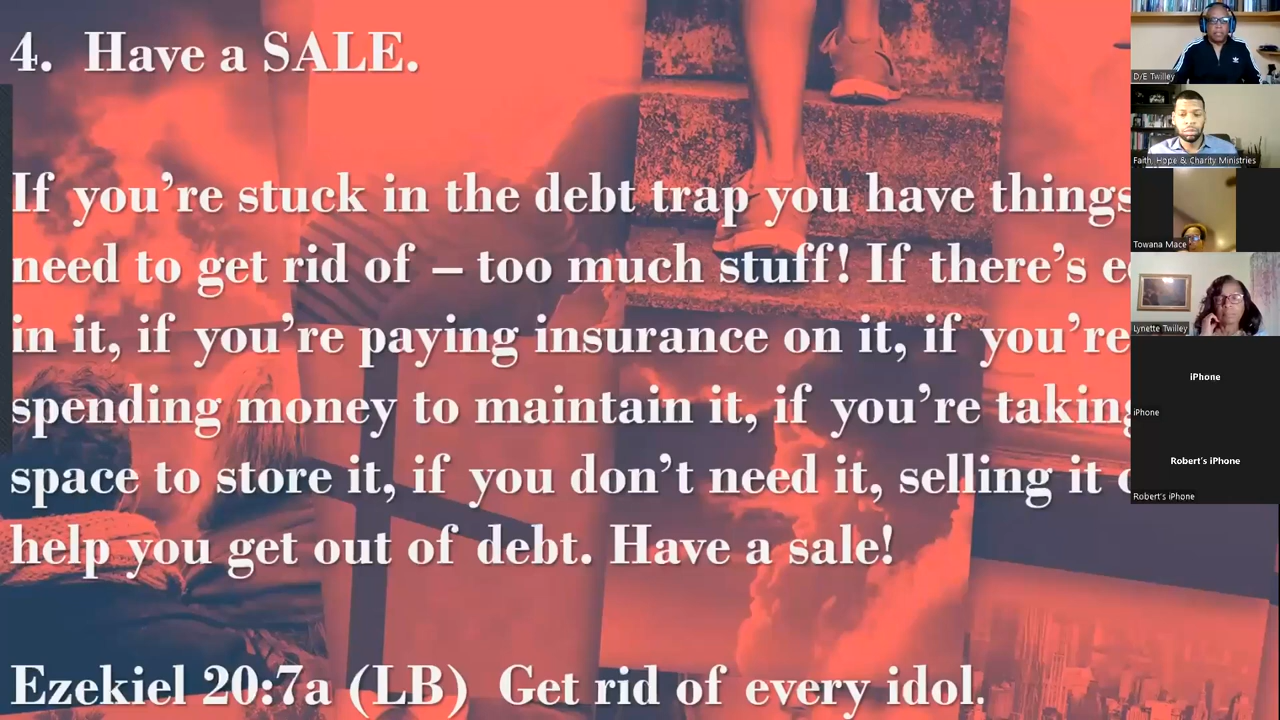 4. Have a SALE.
If you're stuck in the debt trap you have things
need to get rid of – too much stuff! If there's
in it, if you're paying insurance on it, if you're
spending money to maintain it, if you're taking
space to store it, if you don't need it, selling it
help you get out of debt. Have a sale!
Ezekiel 20:7a (LB) Get rid of every idol.
D/E Twilley
Faith, Hope & Charity Ministries
Towana Mace
Lynette Twilley
iPhone
iPhone
Robert's iPhone
Robert's iPhone